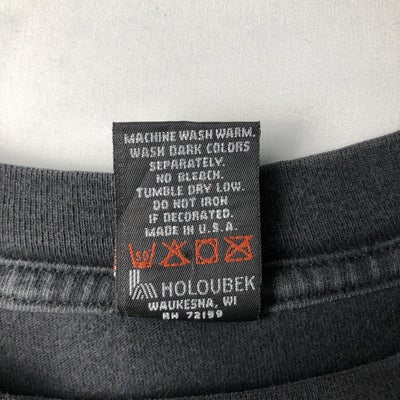 MACHINE WASH WARM.
WASH DARK COLORS
SEPARATELY.
NO BLEACH.
TUMBLE DRY LOW.
DO NOT IRON
IF DECORATED.
MADE IN U.S.A.
50
HOLOUBEK
WAUKESHA, WI
RN 72199